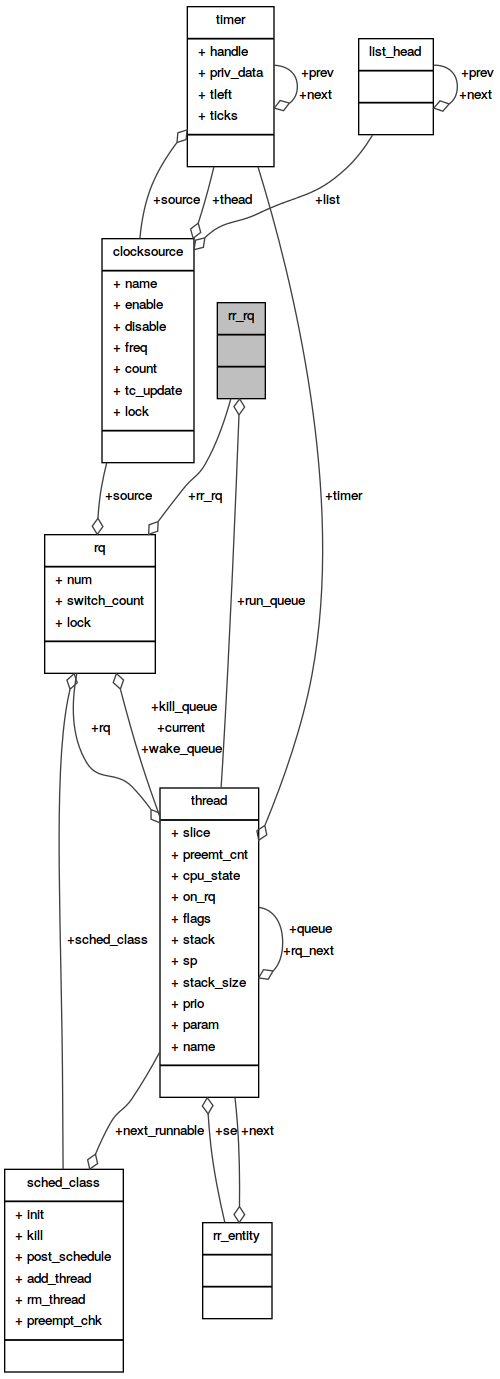 timer
+ handle
+ priv_data
+ tleft
+ ticks
+prev
+next
list_head
+prev
+next
+source
+thead
+list
clocksource
+ name
+ enable
+ disable
+ freq
+ count
+ tc_update
+ lock
rr_rq
+source
+rr_rq
+timer
rq
+ num
+ switch_count
+ lock
+run_queue
+rq
+kill_queue
+current
+wake_queue
thread
+ slice
+ preemt_cnt
+ cpu_state
+ on_rq
+ flags
+ stack
+ sp
+ stack_size
+ prio
+ param
+ name
+queue
+rq_next
+sched_class
+next_runnable
+se
+next
sched_class
+ init
+ kill
+ post_schedule
+ add_thread
+ rm_thread
+ preempt_chk
rr_entity